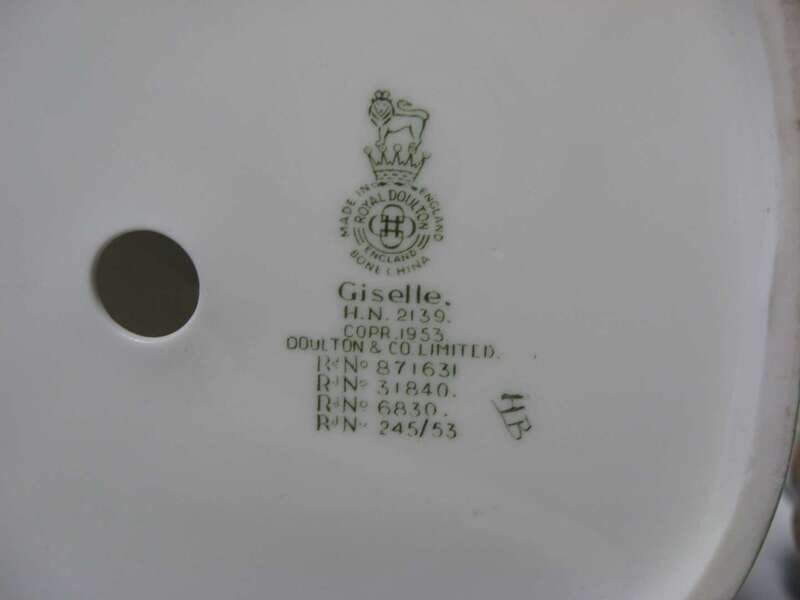 MADE IN ENGLAND
ROYAL DOULTON
ENGLAND
BONE CHINA
Giselle.
H.N. 2139.
COPR. 1953.
DOULTON & CO. LIMITED.
Rd No 871631
Rd No 31840.
Rd No 6830.
Rd No 245/53
HB